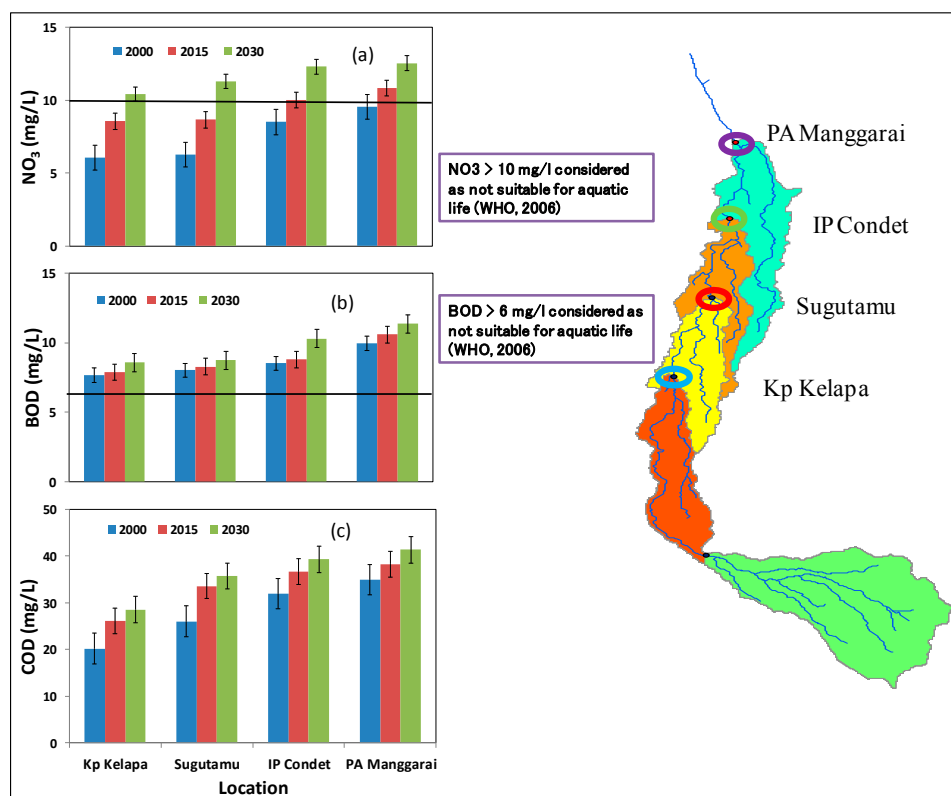 15
10
5
0
NO3 (mg/L)
2000 2015 2030
(a)
15
10
5
0
BOD (mg/L)
2000 2015 2030
(b)
50
40
30
20
10
0
COD (mg/L)
2000 2015 2030
(c)
Kp Kelapa Sugutamu IP Condet PA Manggarai
Location
NO3 > 10 mg/l considered
as not suitable for aquatic
life (WHO, 2006)
BOD > 6 mg/l considered as
not suitable for aquatic life
(WHO, 2006)
PA Manggarai
IP Condet
Sugutamu
Kp Kelapa